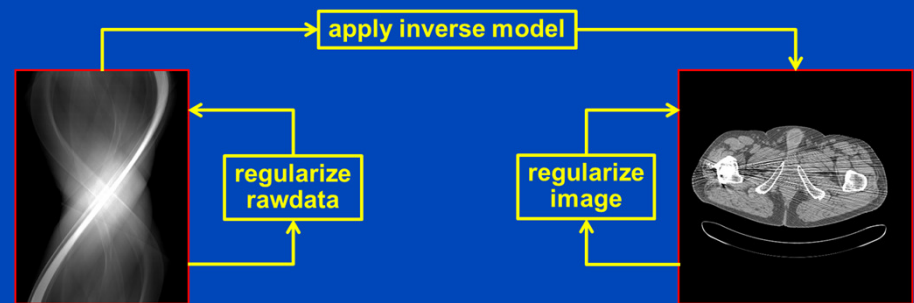 apply inverse model
regularize
rawdata
regularize
image